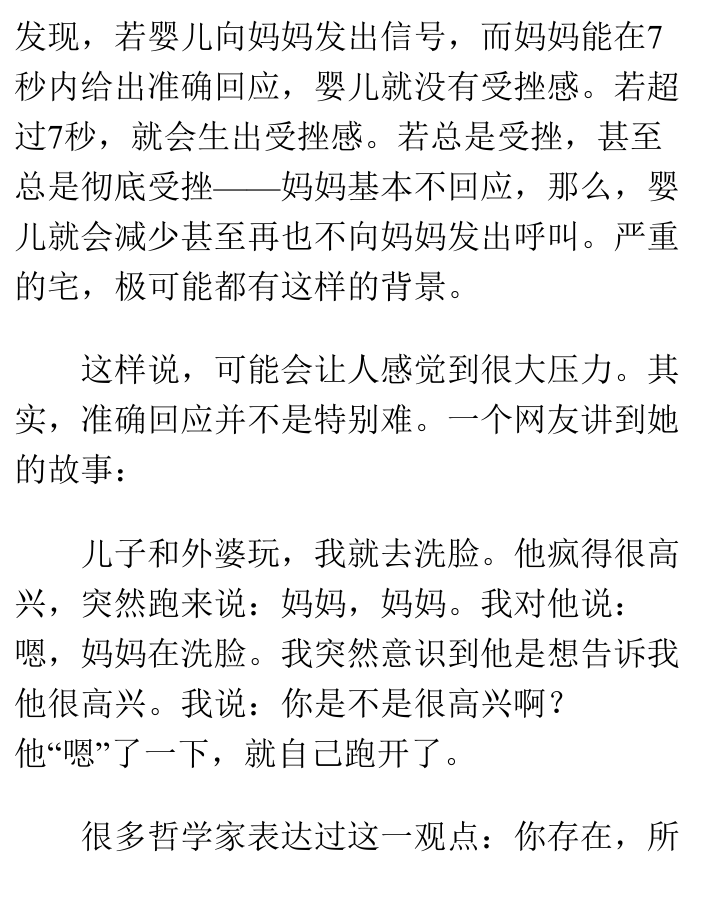 发现，若婴儿向妈妈发出信号，而妈妈能在7
秒内给出准确回应，婴儿就没有受挫感。若超
过7秒，就会生出受挫感。若总是受挫，甚至
总是彻底受挫——妈妈基本不回应，那么，婴
儿就会减少甚至再也不向妈妈发出呼叫。严重
的宅，极可能都有这样的背景。
这样说，可能会让人感觉到很大压力。其
实，准确回应并不是特别难。一个网友讲到她
的故事：
儿子和外婆玩，我就去洗脸。他疯得很高
兴，突然跑来说：妈妈，妈妈。我对他说：
嗯，妈妈在洗脸。我突然意识到他是想告诉我
他很高兴。我说：你是不是很高兴啊？
他“嗯”了一下，就自己跑开了。
很多哲学家表达过这一观点：你存在，所